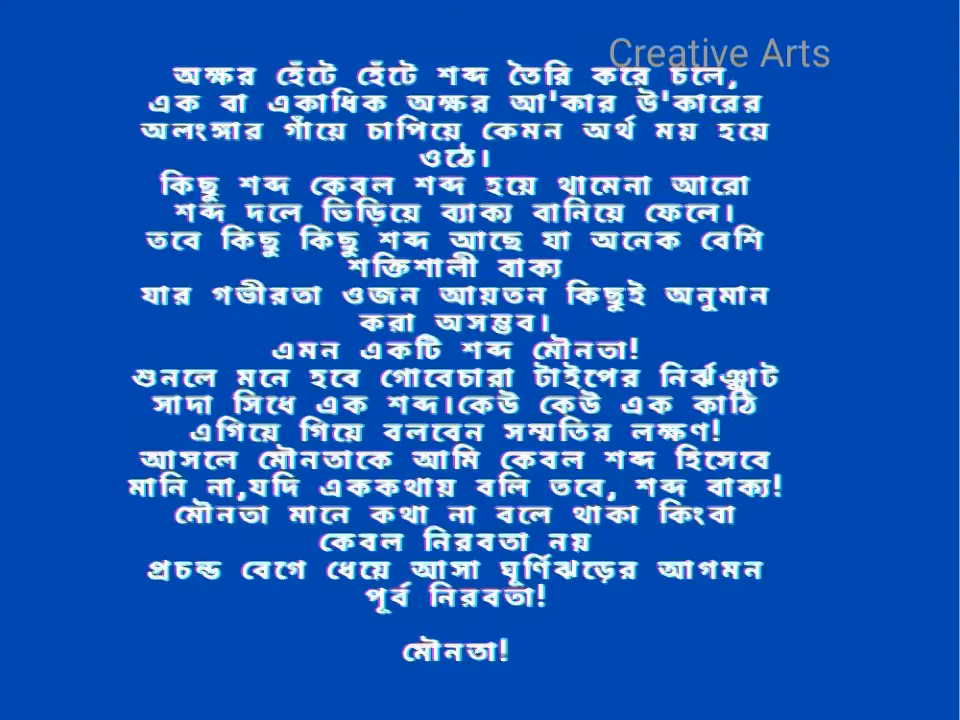 Creative Arts
অক্ষর হেঁটে হেঁটে শব্দ তৈরি করে চলে,
এক বা একাধিক অক্ষর আ'কার উ'কারের
অলংঙ্গার গাঁয়ে চাপিয়ে কেমন অর্থ ময় হয়ে
ওঠে।
কিছু শব্দ কেবল শব্দ হয়ে থামেনা আরো
শব্দ দলে ভিড়িয়ে ব্যাক্য বানিয়ে ফেলে।
তবে কিছু কিছু শব্দ আছে যা অনেক বেশি
শক্তিশালী বাক্য
যার গভীরতা ওজন আয়তন কিছুই অনুমান
করা অসম্ভব।
এমন একটি শব্দ মৌনতা!
শুনলে মনে হবে গোবেচারা টাইপের নির্ঝঞ্ঝাট
সাদা সিধে এক শব্দ।কেউ কেউ এক কাঠি
এগিয়ে গিয়ে বলবেন সম্মতির লক্ষণ!
আসলে মৌনতাকে আমি কেবল শব্দ হিসেবে
মানি না,যদি এককথায় বলি তবে, শব্দ বাক্য!
মৌনতা মানে কথা না বলে থাকা কিংবা
কেবল নিরবতা নয়
প্রচন্ড বেগে ধেয়ে আসা ঘূর্ণিঝড়ের আগমন
পূর্ব নিরবতা!
মৌনতা!